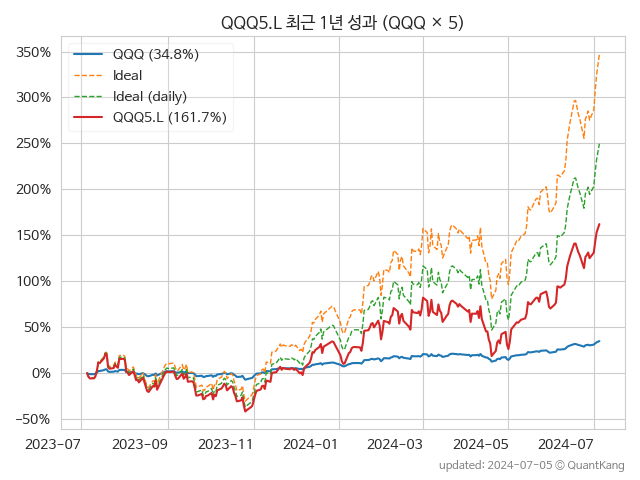 QQQ5.L 최근 1년 성과 (QQQ × 5)
350%
300%
250%
200%
150%
100%
50%
0%
−50%
QQQ (34.8%)
Ideal
Ideal (daily)
QQQ5.L (161.7%)
2023-07
2023-09
2023-11
2024-01
2024-03
2024-05
2024-07
updated: 2024-07-05 © QuantKang